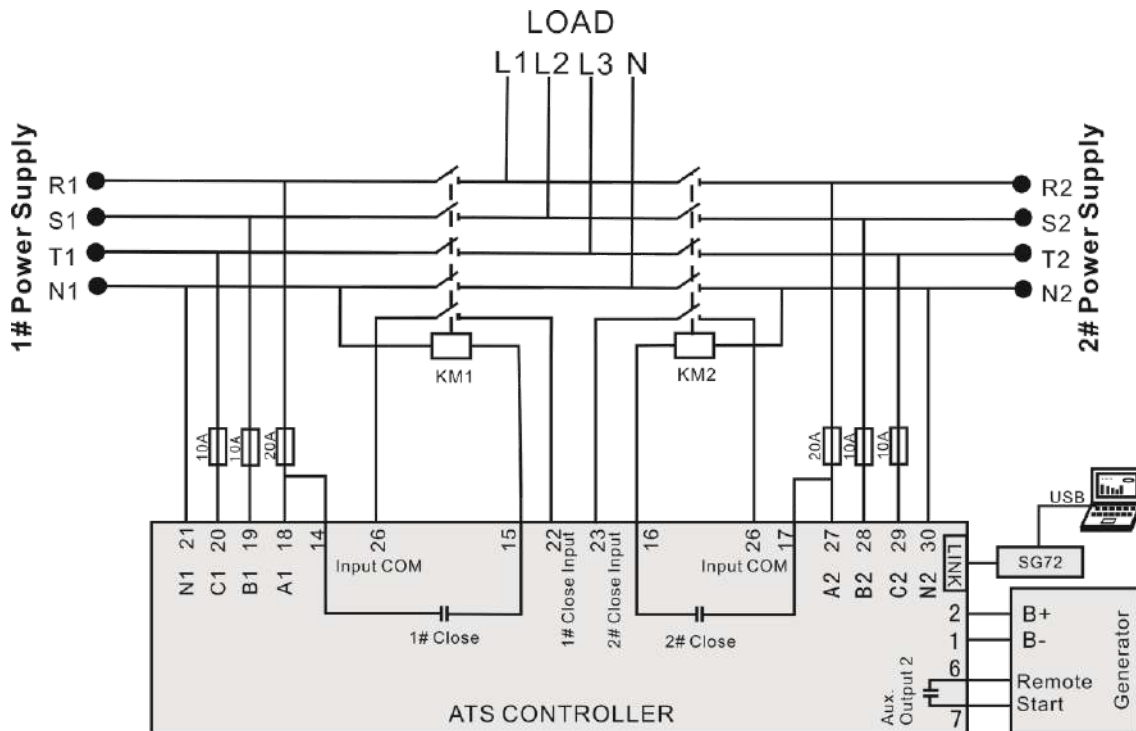 LOAD
L1 L2 L3 N
1# Power Supply
R1
S1
T1
N1
2# Power Supply
R2
S2
T2
N2
KM1
KM2
10A
10A
20A
20A
10A
10A
USB
21
20
19
18
14
26
15
22
23
16
26
17
27
28
29
30
LINK
SG72
N1
C1
B1
A1
Input COM
1# Close Input
2# Close Input
Input COM
A2
B2
C2
N2
1# Close
2# Close
2
B+
1
B-
6
Remote
Start
7
Generator
Aux.
Output 2
ATS CONTROLLER